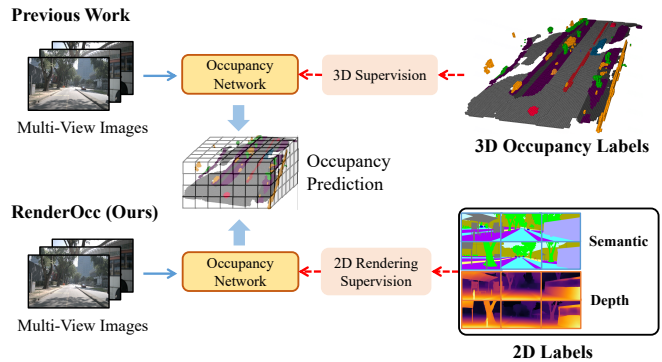 Previous Work
Multi-View Images
Occupancy
Network
3D Supervision
3D Occupancy Labels
Occupancy
Prediction
RenderOcc (Ours)
Multi-View Images
Occupancy
Network
2D Rendering
Supervision
Semantic
Depth
2D Labels